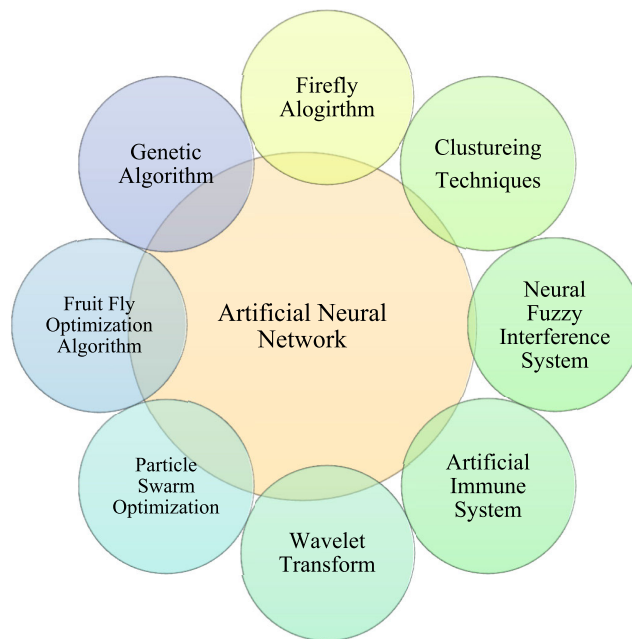 Firefly
Alogirthm
Clustureing
Techniques
Neural
Fuzzy
Interference
System
Artificial
Immune
System
Wavelet
Transform
Particle
Swarm
Optimization
Fruit Fly
Optimization
Algorithm
Genetic
Algorithm
Artificial Neural
Network